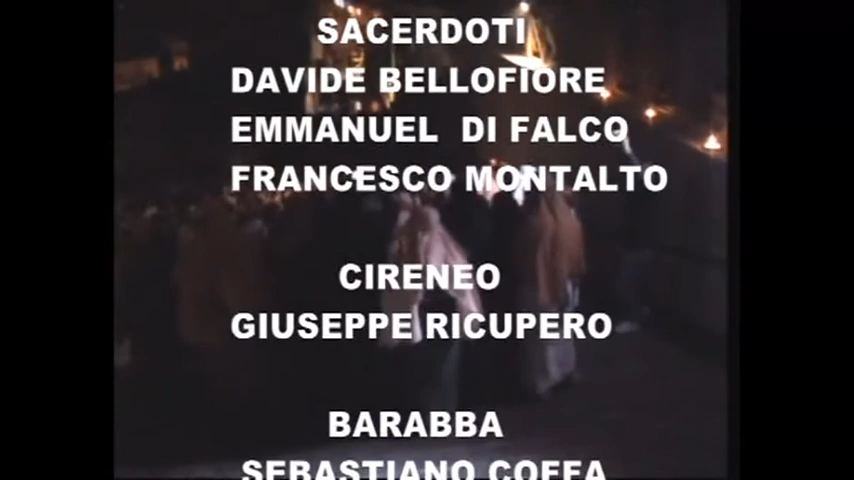 SACERDOTI
DAVIDE BELLOFIORE
EMMANUEL DI FALCO
FRANCESCO MONTALTO
CIRENEO
GIUSEPPE RICUPERO
BARABBA
SEBASTIANO COFFA